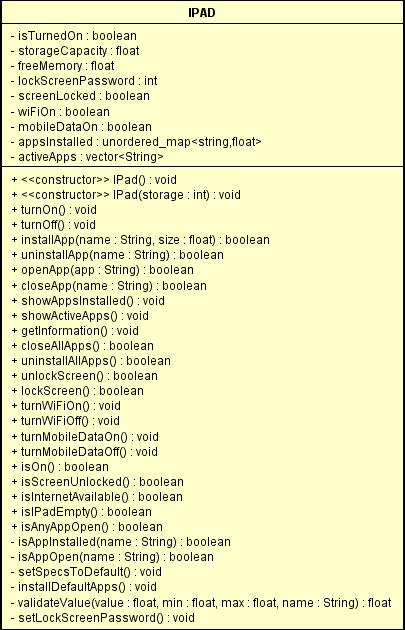 IPAD
- isTurnedOn : boolean
- storageCapacity : float
- freeMemory : float
- lockScreenPassword : int
- screenLocked : boolean
- wiFiOn : boolean
- mobileDataOn : boolean
- appsInstalled : unordered_map<string,float>
- activeApps : vector<String>
+ <<constructor>> IPad() : void
+ <<constructor>> IPad(storage : int) : void
+ turnOn() : void
+ turnOff() : void
+ installApp(name : String, size : float) : boolean
+ uninstallApp(name : String) : boolean
+ openApp(app : String) : boolean
+ closeApp(name : String) : boolean
+ showAppsInstalled() : void
+ showActiveApps() : void
+ getInformation() : void
+ closeAllApps() : boolean
+ uninstallAllApps() : boolean
+ unlockScreen() : boolean
+ lockScreen() : boolean
+ turnWiFiOn() : void
+ turnWiFiOff() : void
+ turnMobileDataOn() : void
+ turnMobileDataOff() : void
+ isOn() : boolean
+ isScreenUnlocked() : boolean
+ isInternetAvailable() : boolean
+ isIPadEmpty() : boolean
+ isAnyAppOpen() : boolean
- isAppInstalled(name : String) : boolean
- isAppOpen(name : String) : boolean
- setSpecsToDefault() : void
- installDefaultApps() : void
- validateValue(value : float, min : float, max : float, name : String) : float
- setLockScreenPassword() : void